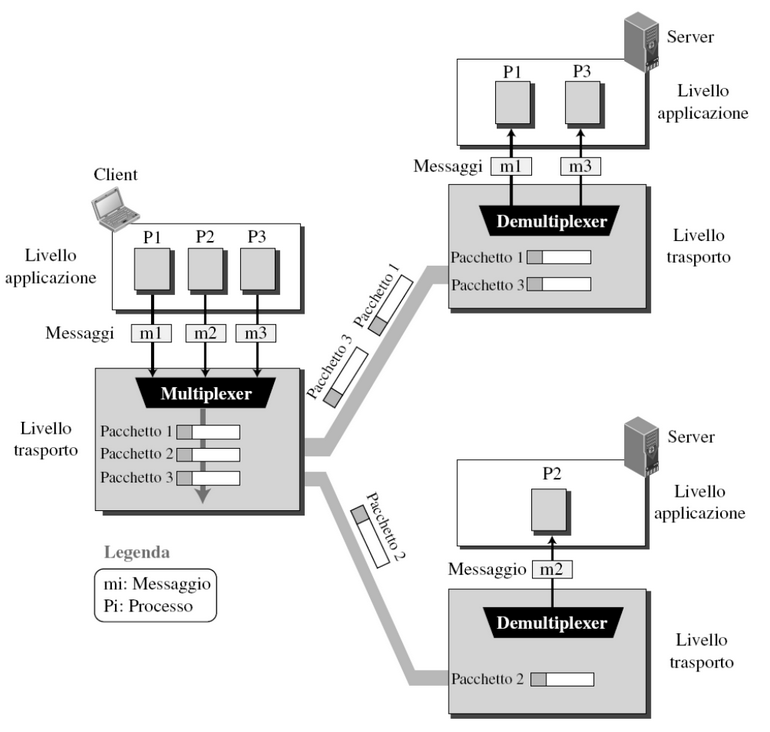 Server
P1 P3
Livello
applicazione
Messaggi m1 m3
Demultiplexer
Livello
trasporto
Pacchetto 1
Pacchetto 3
Client
P1 P2 P3
Livello
applicazione
Messaggi m1 m2 m3
Multiplexer
Livello
trasporto
Pacchetto 1
Pacchetto 2
Pacchetto 3
Pacchetto 1
Pacchetto 3
Pacchetto 2
Server
P2
Livello
applicazione
Messaggio m2
Demultiplexer
Livello
trasporto
Pacchetto 2
Legenda
mi: Messaggio
Pi: Processo